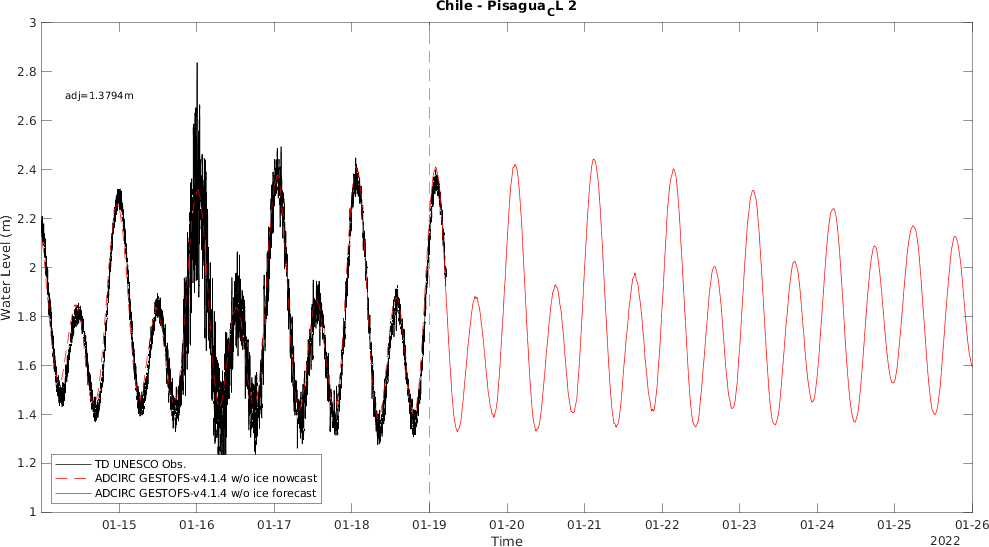 Chile - Pisagua_CL 2
3
2.8
adj=1.3794m
2.6
2.4
2.2
2
Water Level (m)
1.8
1.6
1.4
1.2
1
TD UNESCO Obs.
ADCIRC GESTOFS-v4.1.4 w/o ice nowcast
ADCIRC GESTOFS-v4.1.4 w/o ice forecast
01-15 01-16 01-17 01-18 01-19 01-20 01-21 01-22 01-23 01-24 01-25 01-26
Time
2022